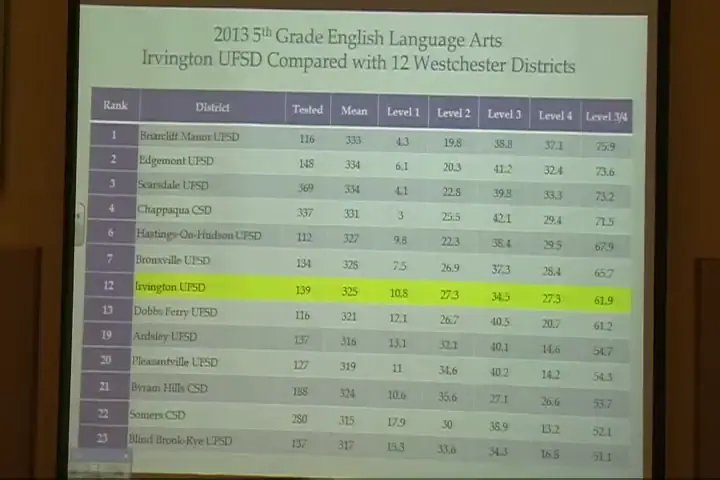 2013 5th Grade English Language Arts
Irvington UFSD Compared with 12 Westchester Districts
Rank District Tested Mean Level 1 Level 2 Level 3 Level 4 Level 3/4
1 Briarcliff Manor UFSD 116 333 4.3 19.8 38.8 37.1 75.9
2 Edgemont UFSD 148 334 6.1 20.3 41.2 32.4 73.6
3 Scarsdale UFSD 369 334 4.1 22.8 39.8 33.3 73.2
4 Chappaqua CSD 337 331 3 25.5 42.1 29.4 71.5
6 Hastings-On-Hudson UFSD 112 327 9.8 22.3 38.4 29.5 67.9
7 Bronxville UFSD 134 328 7.5 26.9 37.3 28.4 65.7
12 Irvington UFSD 139 325 10.8 27.3 34.5 27.3 61.9
13 Dobbs Ferry UFSD 116 321 12.1 26.7 40.5 20.7 61.2
19 Ardsley UFSD 137 316 13.1 32.1 40.1 14.6 54.7
20 Pleasantville UFSD 127 319 11 34.6 40.2 14.2 54.3
21 Byram Hills CSD 188 324 10.6 35.6 27.1 26.6 53.7
22 Somers CSD 280 315 17.9 30 38.9 13.2 52.1
23 Blind Brook-Rye UFSD 137 317 15.3 33.6 34.3 16.8 51.1